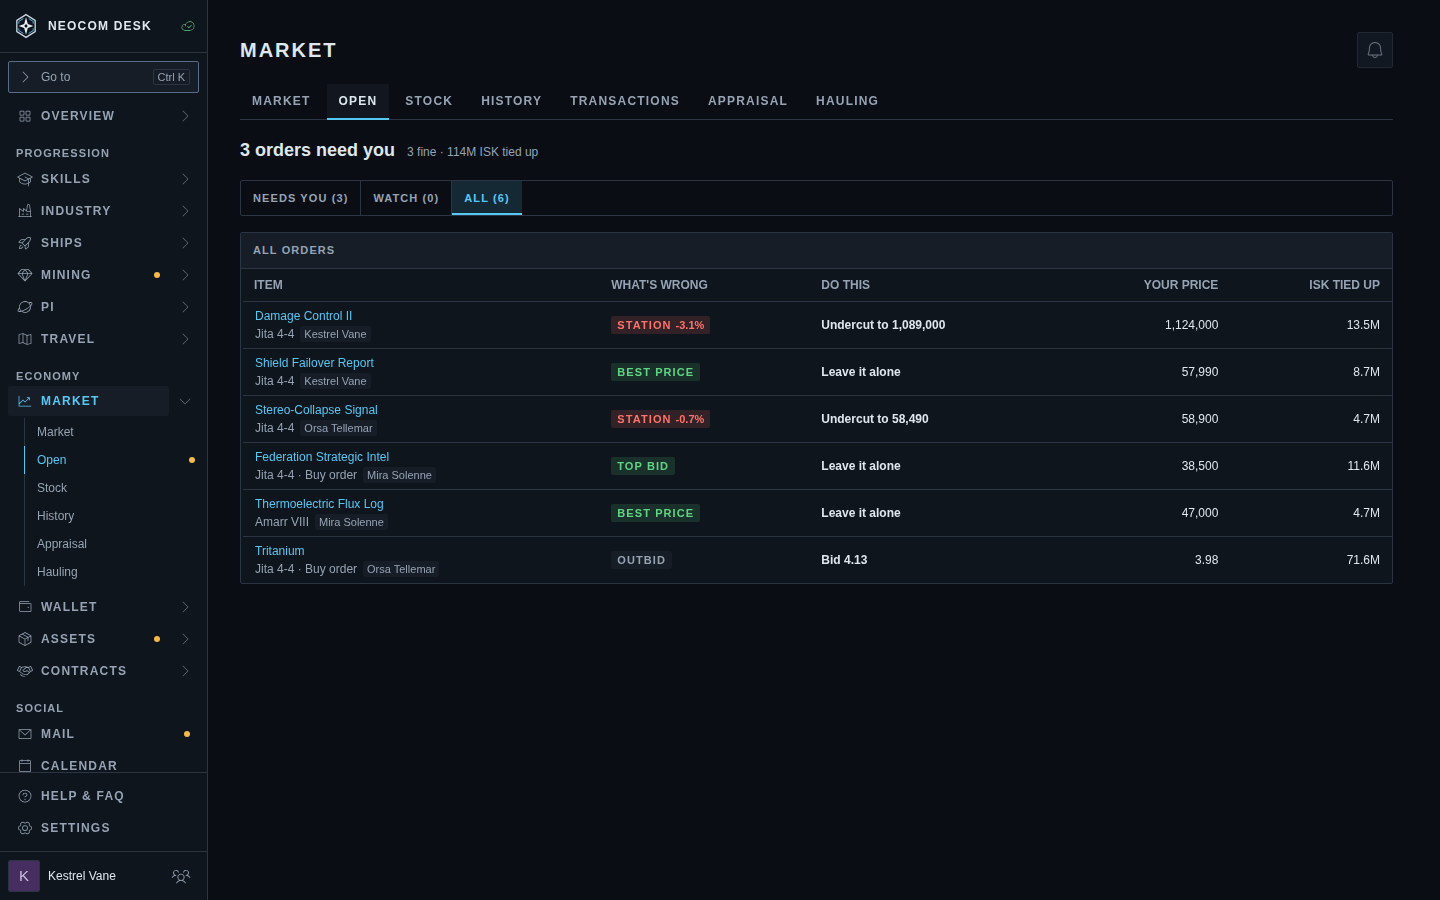 NEOCOM DESK
Go to Ctrl K
OVERVIEW
PROGRESSION
SKILLS
INDUSTRY
SHIPS
MINING
PI
TRAVEL
ECONOMY
MARKET
Market
Open
Stock
History
Appraisal
Hauling
WALLET
ASSETS
CONTRACTS
SOCIAL
MAIL
CALENDAR
HELP & FAQ
SETTINGS
K Kestrel Vane
MARKET
MARKET OPEN STOCK HISTORY TRANSACTIONS APPRAISAL HAULING
3 orders need you 3 fine · 114M ISK tied up
NEEDS YOU (3) WATCH (0) ALL (6)
ALL ORDERS
ITEM WHAT'S WRONG DO THIS YOUR PRICE ISK TIED UP
Damage Control II
Jita 4-4 Kestrel Vane STATION -3.1% Undercut to 1,089,000 1,124,000 13.5M
Shield Failover Report
Jita 4-4 Kestrel Vane BEST PRICE Leave it alone 57,990 8.7M
Stereo-Collapse Signal
Jita 4-4 Orsa Tellemar STATION -0.7% Undercut to 58,490 58,900 4.7M
Federation Strategic Intel
Jita 4-4 · Buy order Mira Solenne TOP BID Leave it alone 38,500 11.6M
Thermoelectric Flux Log
Amarr VIII Mira Solenne BEST PRICE Leave it alone 47,000 4.7M
Tritanium
Jita 4-4 · Buy order Orsa Tellemar OUTBID Bid 4.13 3.98 71.6M